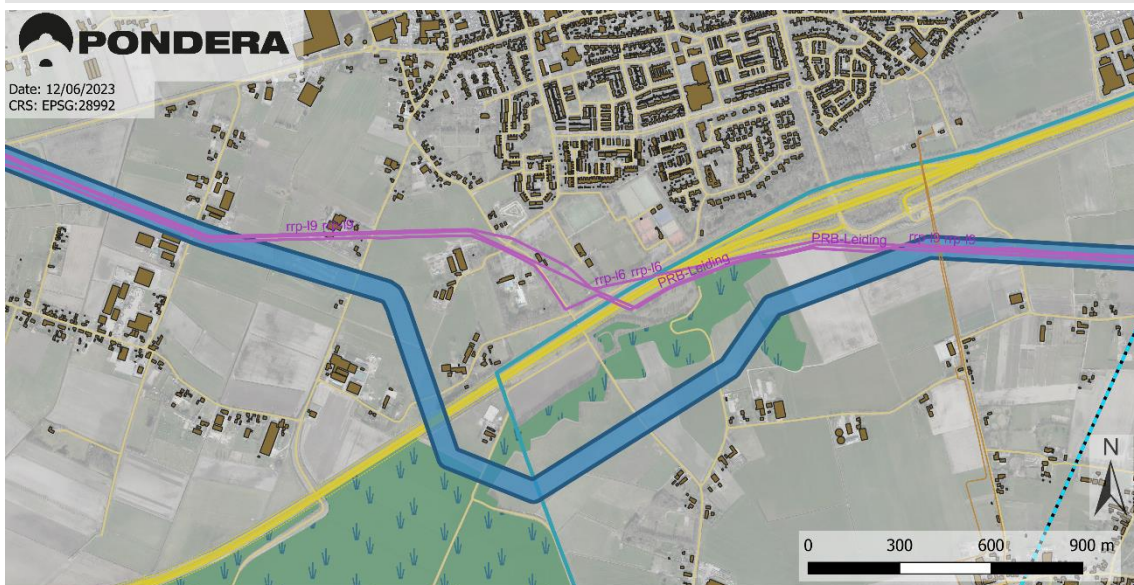 PONDERA
Date: 12/06/2023
CRS: EPSG:28992
rrp-l9 rrp-l9
rrp-l6 rrp-l6
PRB-Leiding
PRB-Leiding
rrp-l9 rrp-l9
N
0 300 600 900 m